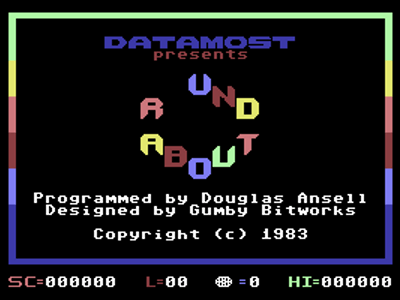 DATAMOST
presents
R UND
ABOUT
Programmed by Douglas Ansell
Designed by Gumby Bitworks
Copyright (c) 1983
SC=000000 L=00 =0 HI=000000